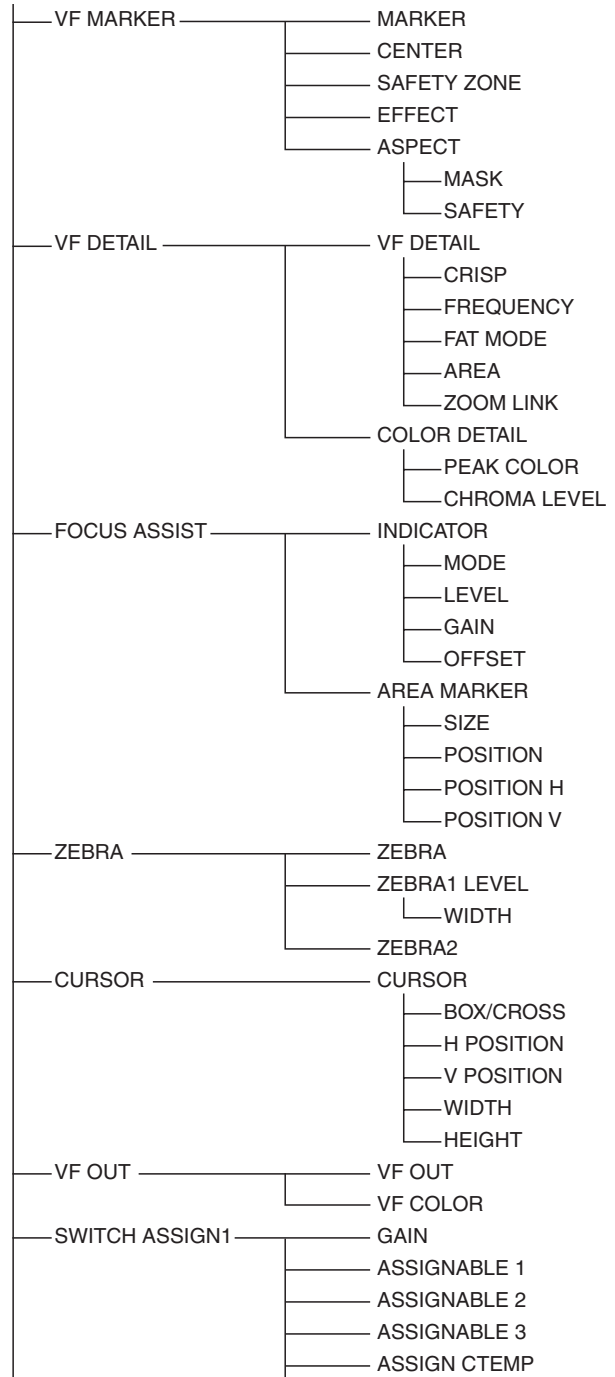 VF MARKER MARKER
CENTER
SAFETY ZONE
EFFECT
ASPECT
MASK
SAFETY
VF DETAIL VF DETAIL
CRISP
FREQUENCY
FAT MODE
AREA
ZOOM LINK
COLOR DETAIL
PEAK COLOR
CHROMA LEVEL
FOCUS ASSIST INDICATOR
MODE
LEVEL
GAIN
OFFSET
AREA MARKER
SIZE
POSITION
POSITION H
POSITION V
ZEBRA ZEBRA
ZEBRA1 LEVEL
WIDTH
ZEBRA2
CURSOR CURSOR
BOX/CROSS
H POSITION
V POSITION
WIDTH
HEIGHT
VF OUT VF OUT
VF COLOR
SWITCH ASSIGN1 GAIN
ASSIGNABLE 1
ASSIGNABLE 2
ASSIGNABLE 3
ASSIGN CTEMP